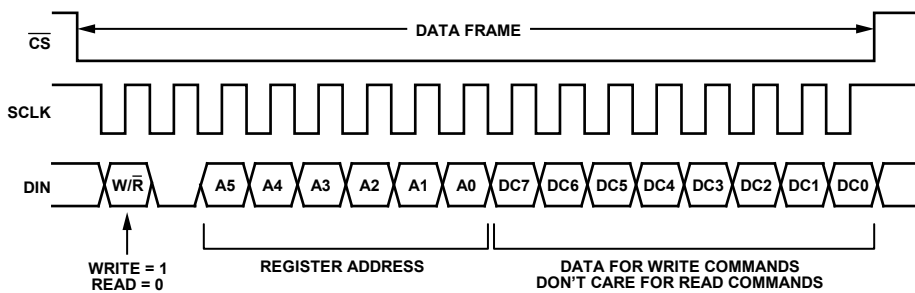 DATA FRAME
C̅S̅
SCLK
DIN W/R̅ A5 A4 A3 A2 A1 A0 DC7 DC6 DC5 DC4 DC3 DC2 DC1 DC0
WRITE = 1
READ = 0
REGISTER ADDRESS
DATA FOR WRITE COMMANDS
DON'T CARE FOR READ COMMANDS